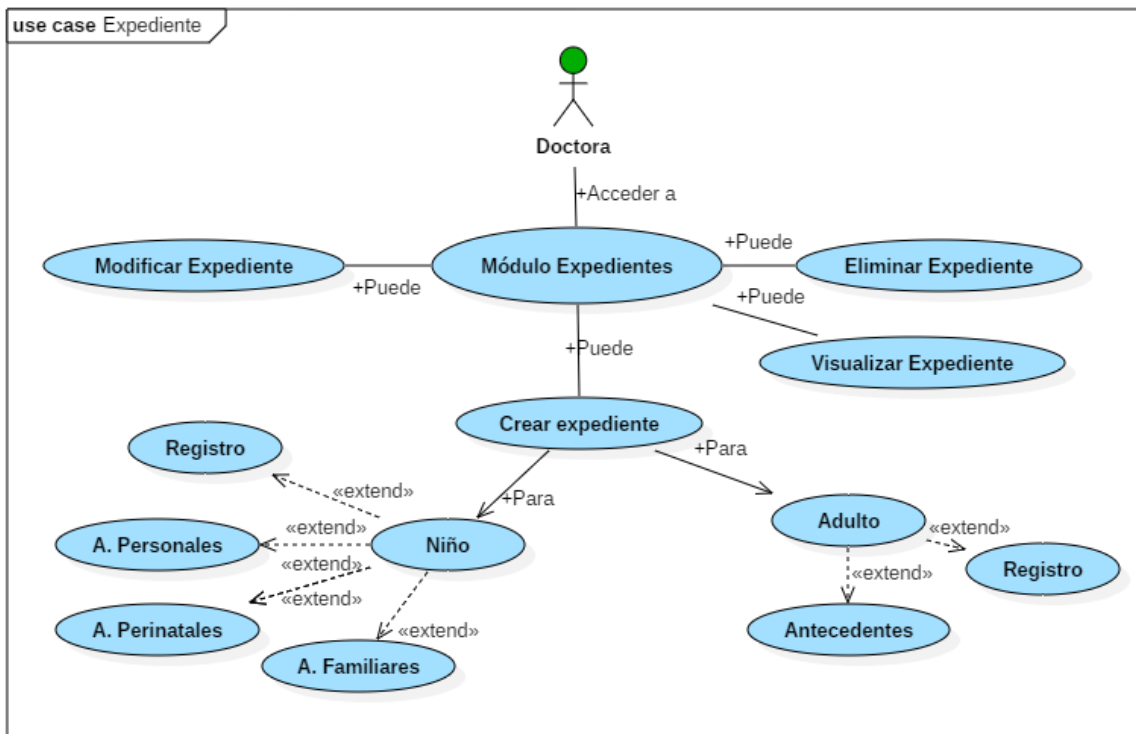 use case Expediente
Doctora
+Acceder a
Modificar Expediente
+Puede
Módulo Expedientes
+Puede
Eliminar Expediente
+Puede
Visualizar Expediente
+Puede
Crear expediente
+Para
+Para
Registro
«extend»
A. Personales
«extend»
Niño
«extend»
«extend»
A. Perinatales
«extend»
A. Familiares
Adulto
«extend»
Registro
«extend»
Antecedentes